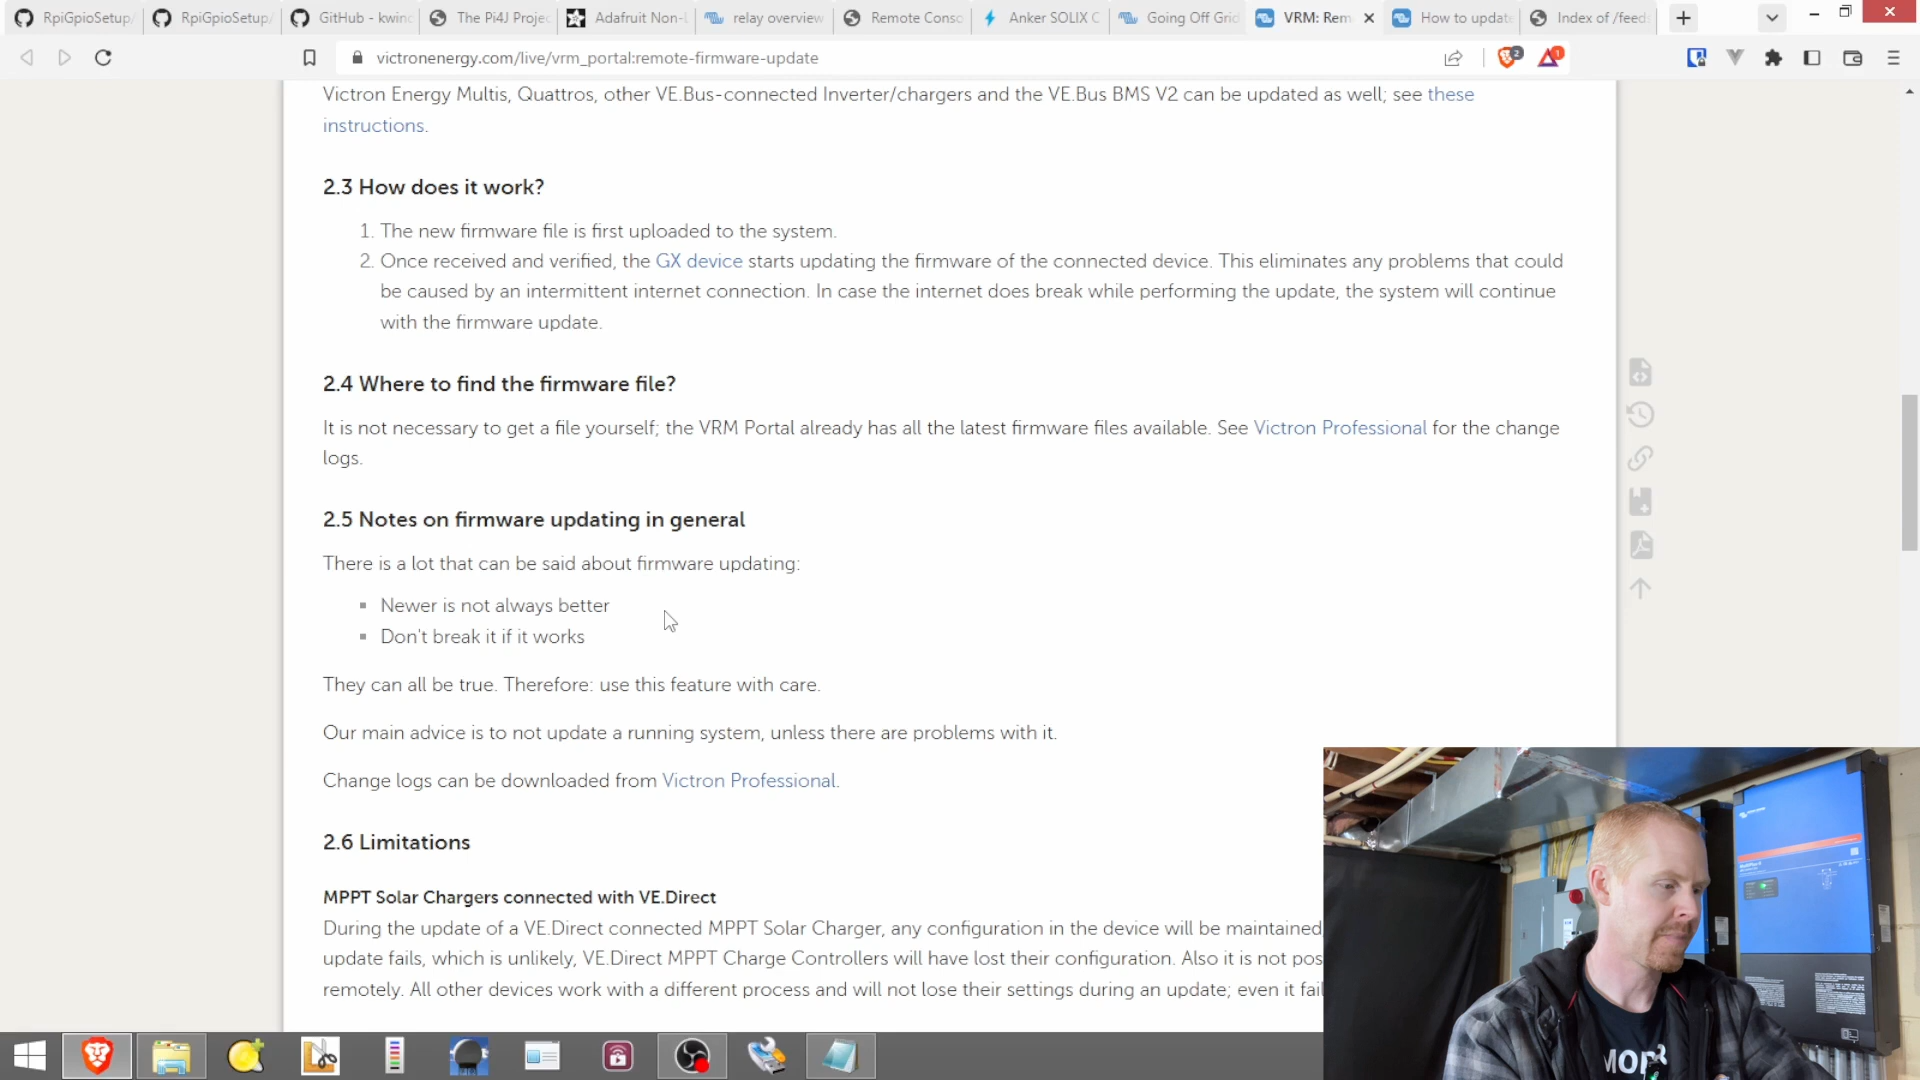 RpiGpioSetup/
RpiGpioSetup/
GitHub - kwinc
The Pi4J Projec
Adafruit Non-L
relay overview
Remote Conso
Anker SOLIX C
Going Off Grid
VRM: Rem
How to update
Index of /feeds
victronenergy.com/live/vrm_portal:remote-firmware-update
2
1
Victron Energy Multis, Quattros, other VE.Bus-connected Inverter/chargers and the VE.Bus BMS V2 can be updated as well; see these
instructions.
2.3 How does it work?
1. The new firmware file is first uploaded to the system.
2. Once received and verified, the GX device starts updating the firmware of the connected device. This eliminates any problems that could
be caused by an intermittent internet connection. In case the internet does break while performing the update, the system will continue
with the firmware update.
2.4 Where to find the firmware file?
It is not necessary to get a file yourself; the VRM Portal already has all the latest firmware files available. See Victron Professional for the change
logs.
2.5 Notes on firmware updating in general
There is a lot that can be said about firmware updating:
Newer is not always better
Don't break it if it works
They can all be true. Therefore: use this feature with care.
Our main advice is to not update a running system, unless there are problems with it.
Change logs can be downloaded from Victron Professional.
2.6 Limitations
MPPT Solar Chargers connected with VE.Direct
During the update of a VE.Direct connected MPPT Solar Charger, any configuration in the device will be maintained,
update fails, which is unlikely, VE.Direct MPPT Charge Controllers will have lost their configuration. Also it is not pos
remotely. All other devices work with a different process and will not lose their settings during an update; even it fail